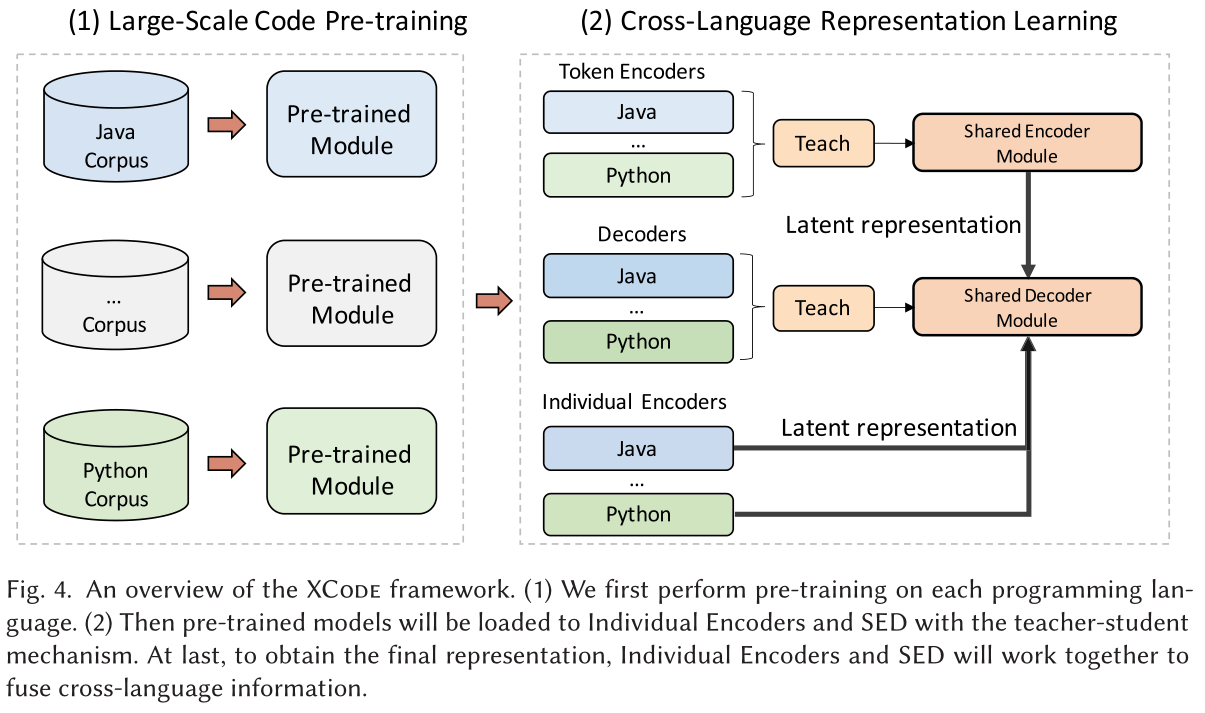 (1) Large-Scale Code Pre-training
Java
Corpus
Pre-trained
Module
...
Corpus
Pre-trained
Module
Python
Corpus
Pre-trained
Module
(2) Cross-Language Representation Learning
Token Encoders
Java
...
Python
Teach
Shared Encoder
Module
Latent representation
Decoders
Java
...
Python
Teach
Shared Decoder
Module
Individual Encoders
Java
...
Python
Latent representation
Fig. 4. An overview of the XCode framework. (1) We first perform pre-training on each programming lan-
guage. (2) Then pre-trained models will be loaded to Individual Encoders and SED with the teacher-student
mechanism. At last, to obtain the final representation, Individual Encoders and SED will work together to
fuse cross-language information.